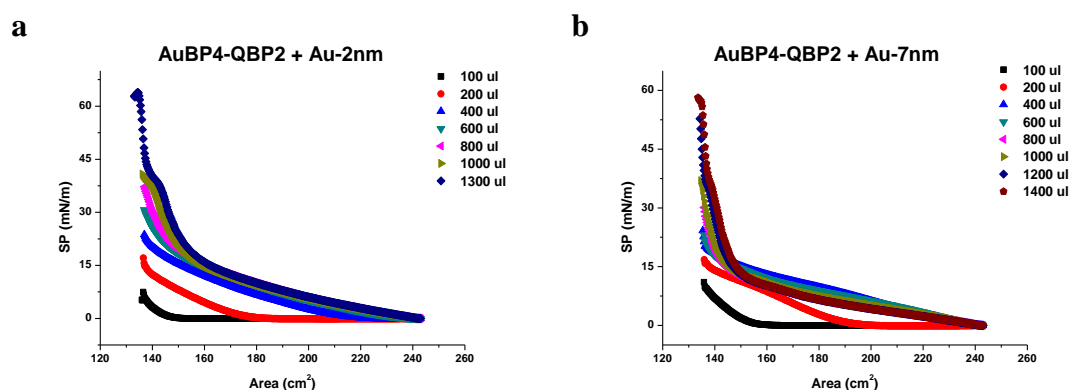 a
AuBP4-QBP2 + Au-2nm
SP (mN/m)
60
45
30
15
0
120 140 160 180 200 220 240 260
Area (cm²)
100 ul
200 ul
400 ul
600 ul
800 ul
1000 ul
1300 ul
b
AuBP4-QBP2 + Au-7nm
SP (mN/m)
60
45
30
15
0
120 140 160 180 200 220 240 260
Area (cm²)
100 ul
200 ul
400 ul
600 ul
800 ul
1000 ul
1200 ul
1400 ul